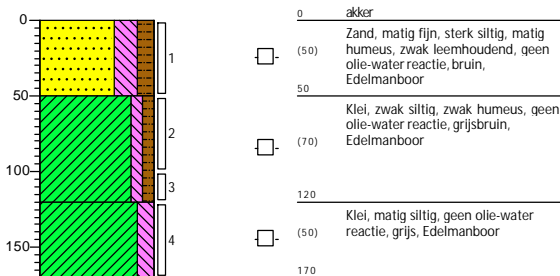 0
50
100
150
1
2
3
4
0 akker
(50) Zand, matig fijn, sterk siltig, matig
humeus, zwak leemhoudend, geen
olie-water reactie, bruin,
Edelmanboor
50
Klei, zwak siltig, zwak humeus, geen
olie-water reactie, grijsbruin,
(70) Edelmanboor
120
Klei, matig siltig, geen olie-water
(50) reactie, grijs, Edelmanboor
170